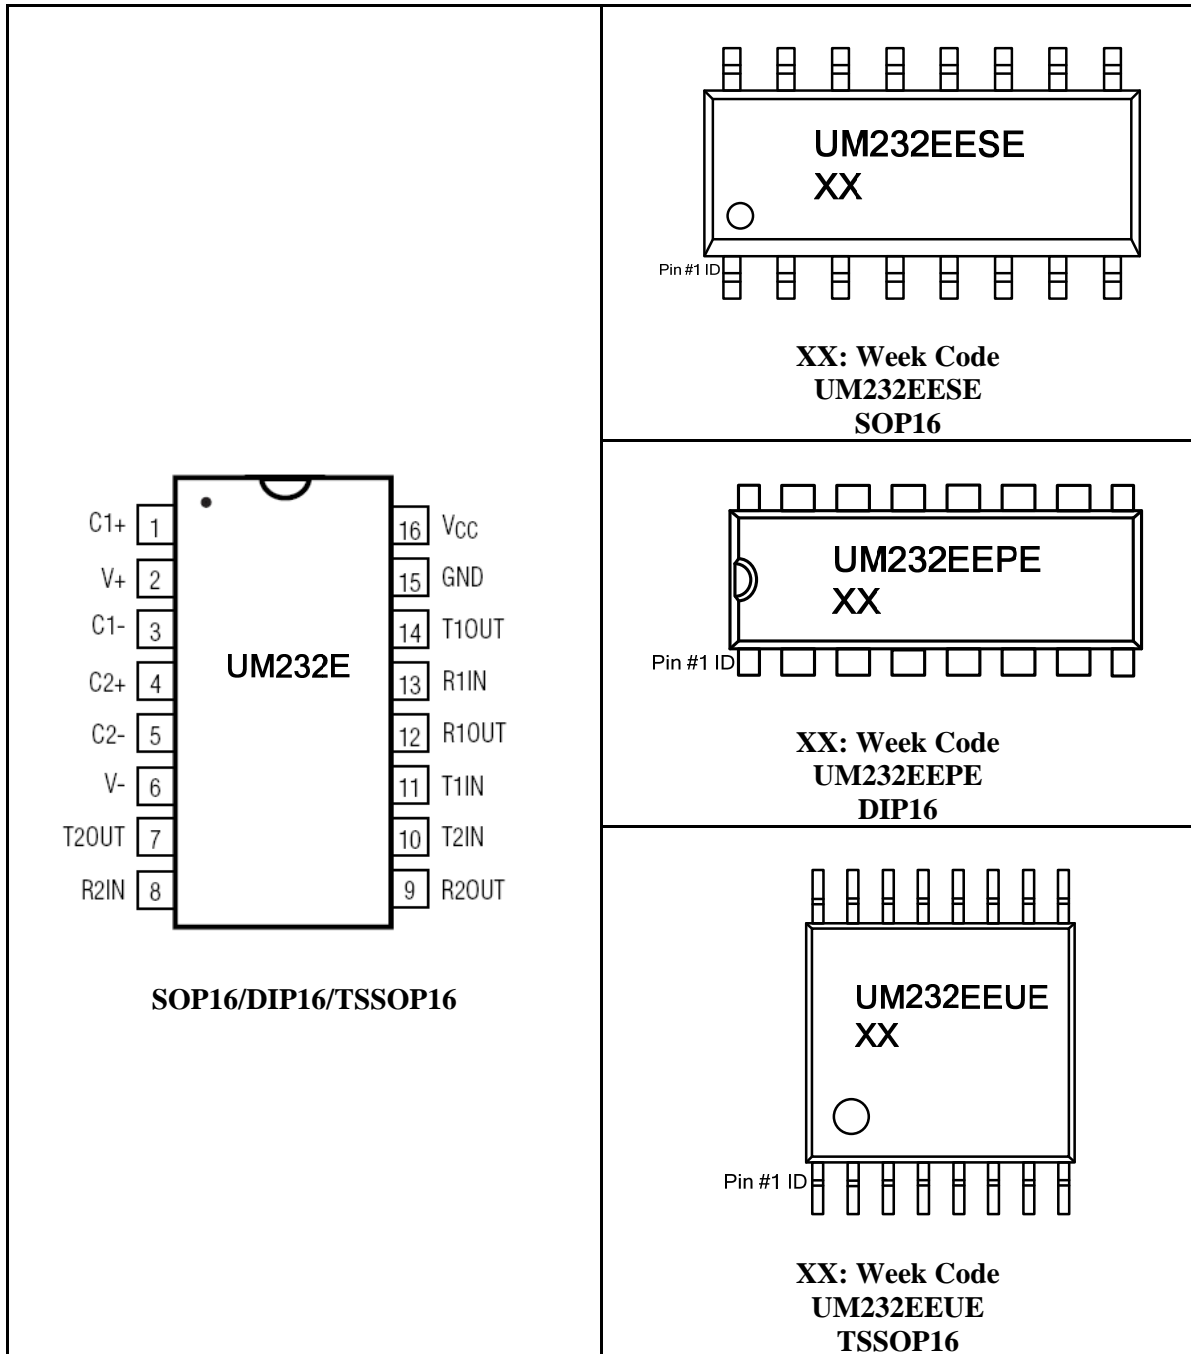 C1+ 1
V+ 2
C1- 3
C2+ 4
C2- 5
V- 6
T2OUT 7
R2IN 8
UM232E
16 VCC
15 GND
14 T1OUT
13 R1IN
12 R1OUT
11 T1IN
10 T2IN
9 R2OUT
SOP16/DIP16/TSSOP16
UM232EESE
XX
Pin #1 ID
XX: Week Code
UM232EESE
SOP16
UM232EEPE
XX
Pin #1 ID
XX: Week Code
UM232EEPE
DIP16
UM232EEUE
XX
Pin #1 ID
XX: Week Code
UM232EEUE
TSSOP16